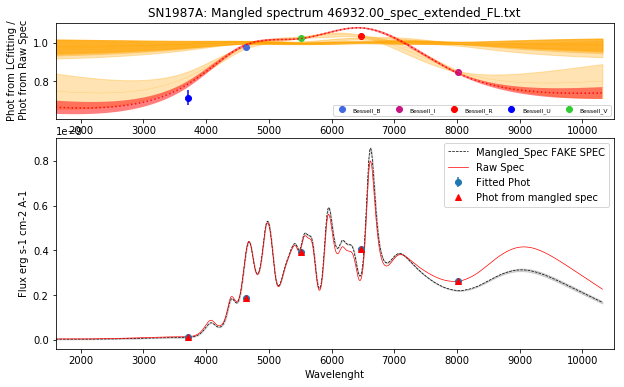 SN1987A: Mangled spectrum 46932.00_spec_extended_FL.txt
Phot from LCfitting /
Phot from Raw Spec
1.0
0.8
Bessell_B
Bessell_I
Bessell_R
Bessell_U
Bessell_V
2000 3000 4000 5000 6000 7000 8000 9000 10000
Flux erg s-1 cm-2 A-1
0.8
0.6
0.4
0.2
0.0
Mangled_Spec FAKE SPEC
Raw Spec
Fitted Phot
Phot from mangled spec
2000 3000 4000 5000 6000 7000 8000 9000 10000
Wavelenght